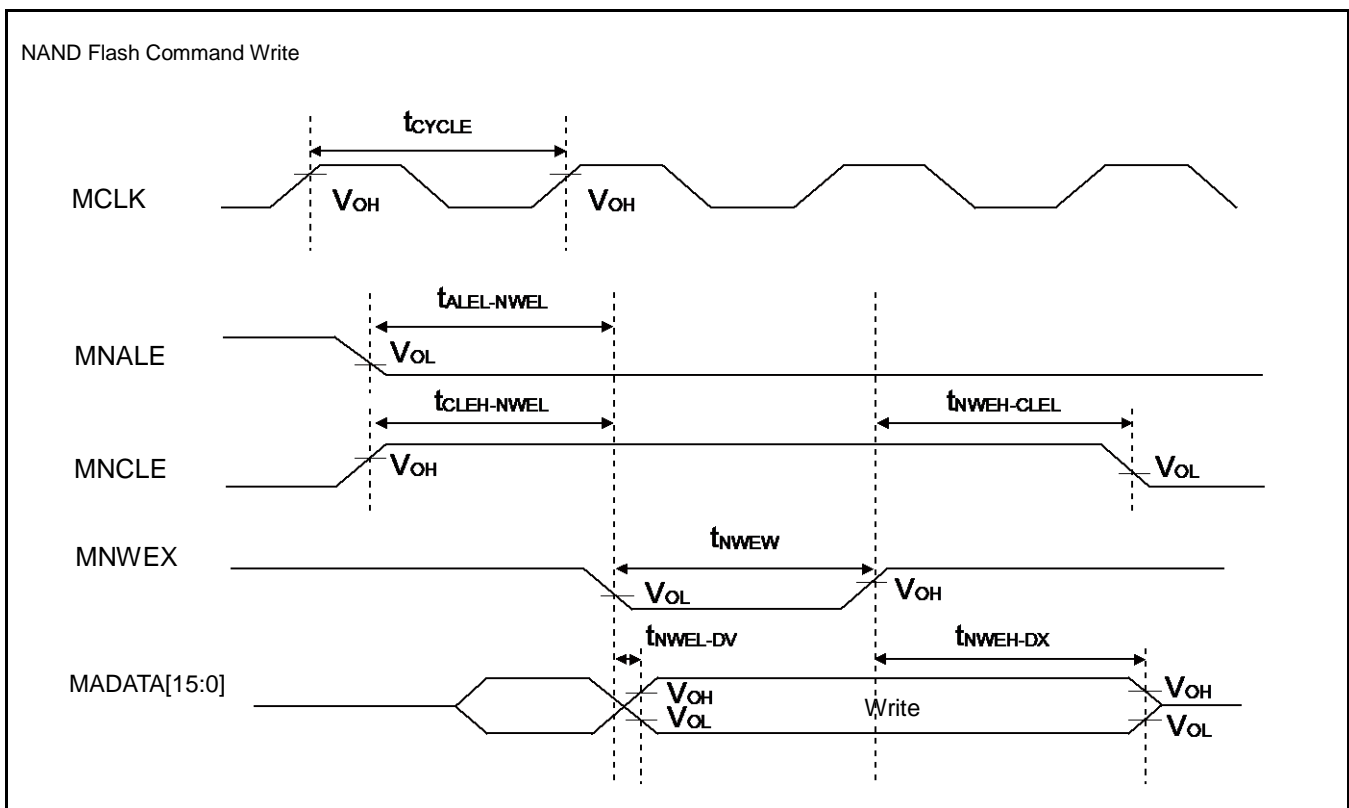 NAND Flash Command Write
tCYCLE
MCLK
VOH
VOH
tALEL-NWEL
MNALE
VOL
tCLEH-NWEL
tNWEH-CLEL
MNCLE
VOH
VOL
tNWEW
MNWEX
VOL
VOH
tNWEL-DV
tNWEH-DX
MADATA[15:0]
VOH
VOL
Write
VOH
VOL